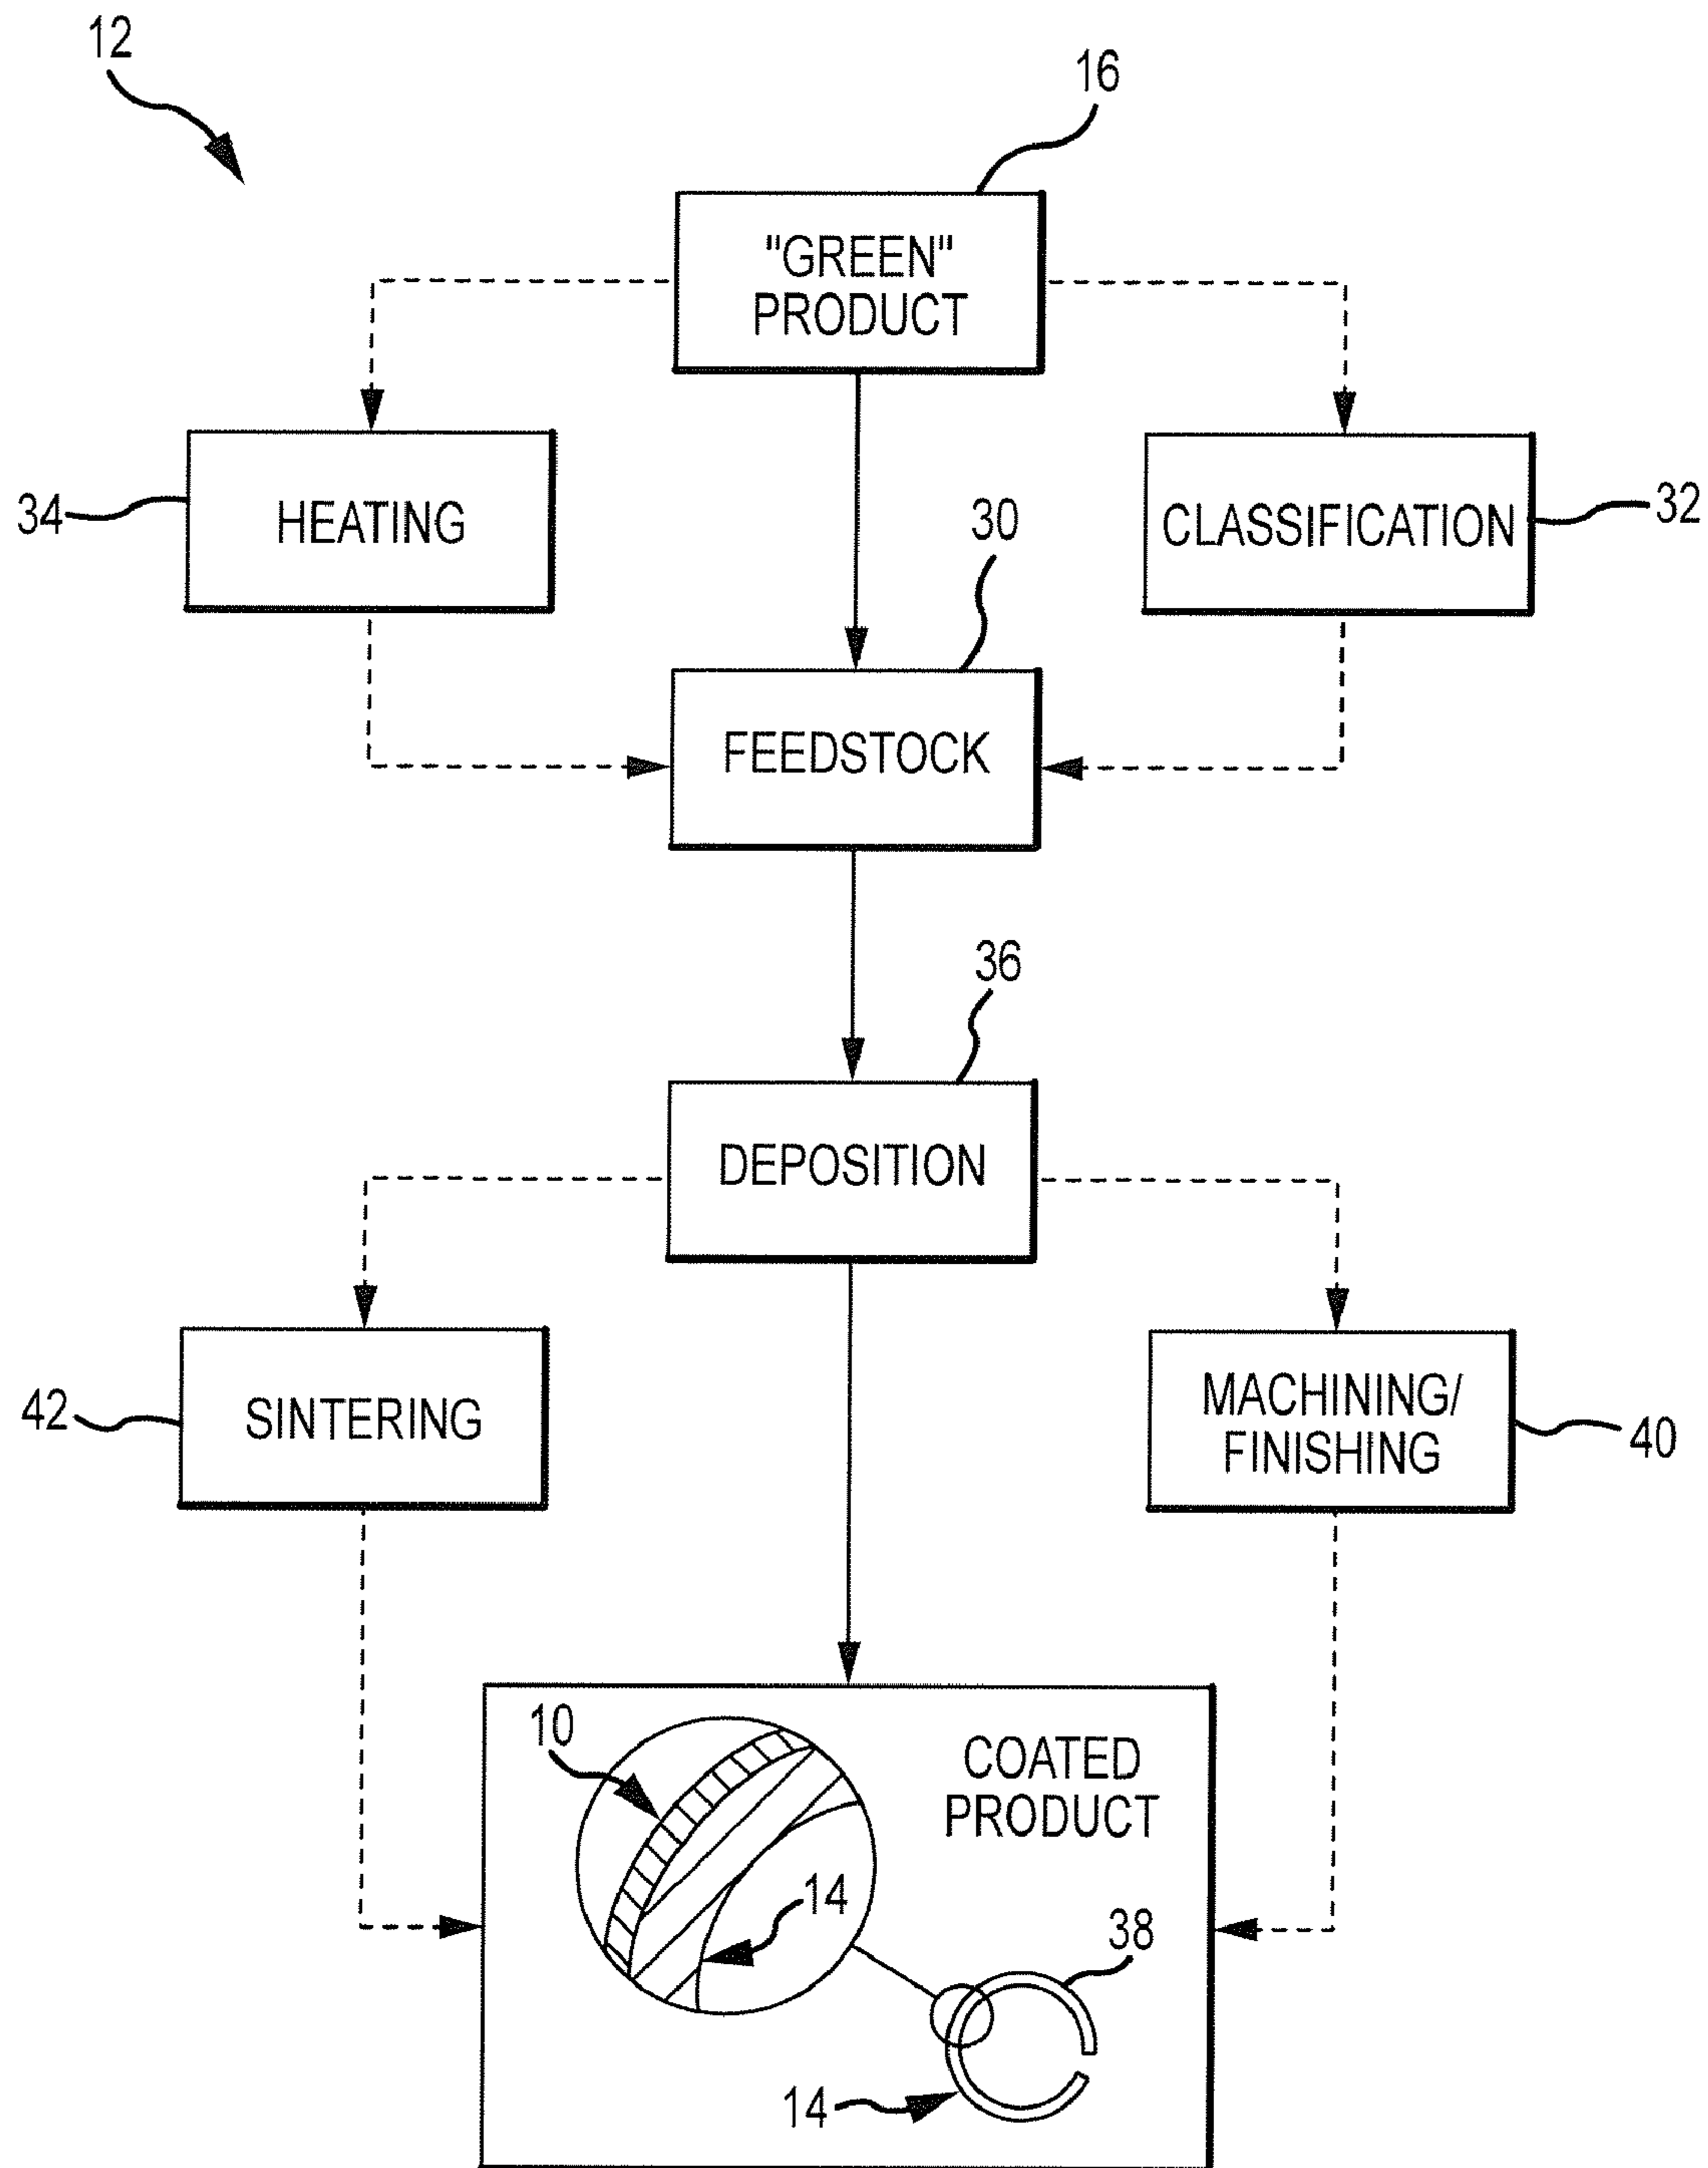 12
16
"GREEN"
PRODUCT
34
HEATING
CLASSIFICATION
32
30
FEEDSTOCK
36
DEPOSITION
42
SINTERING
MACHINING/
FINISHING
40
10
COATED
PRODUCT
14
38
14